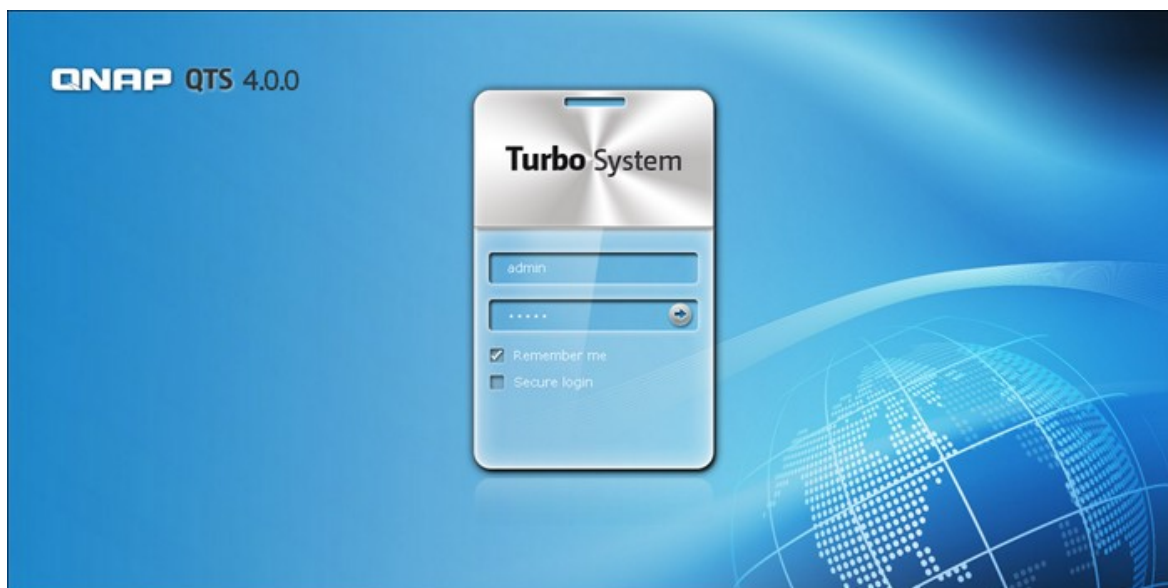 QNAP QTS 4.0.0
Turbo System
admin
•••••
Remember me
Secure login